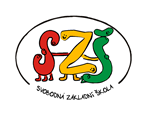 SZŠ
SVOBODNÁ ZÁKLADNÍ ŠKOLA